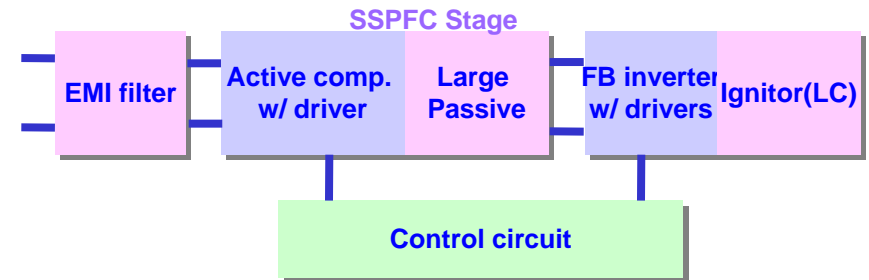 SSPFC Stage
EMI filter
Active comp.
w/ driver
Large
Passive
FB inverter
w/ drivers
Ignitor(LC)
Control circuit